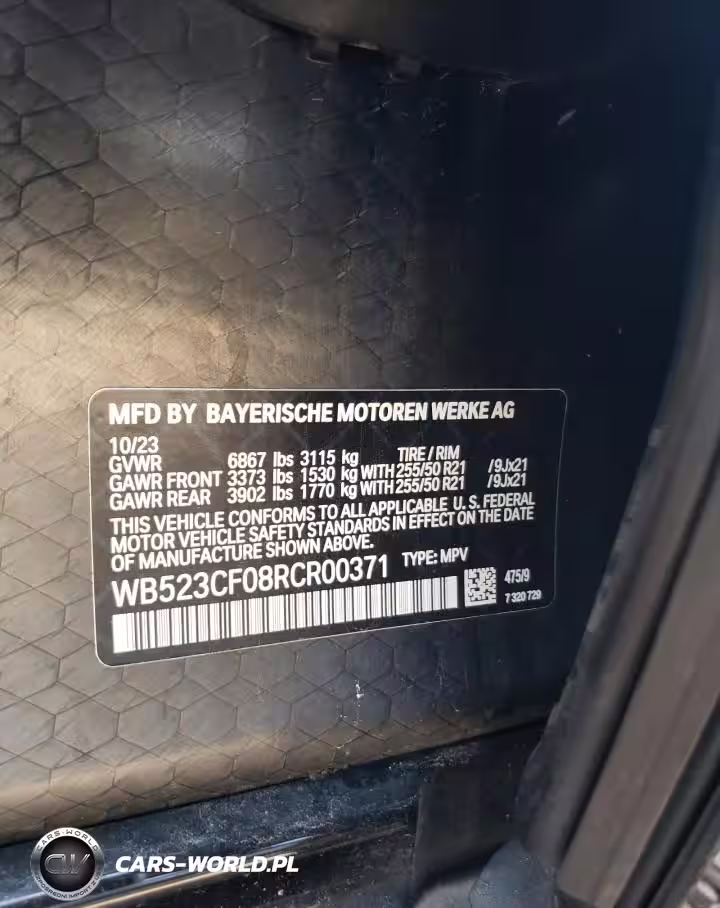 MFD BY BAYERISCHE MOTOREN WERKE AG
10/23
GVWR 6867 lbs 3115 kg TIRE / RIM
GAWR FRONT 3373 lbs 1530 kg WITH 255/50 R21 /9Jx21
GAWR REAR 3902 lbs 1770 kg WITH 255/50 R21 /9Jx21
THIS VEHICLE CONFORMS TO ALL APPLICABLE U. S. FEDERAL
MOTOR VEHICLE SAFETY STANDARDS IN EFFECT ON THE DATE
OF MANUFACTURE SHOWN ABOVE.
WB523CF08RCR00371 TYPE: MPV
475/9
7 320 729
CARS-WORLD
CW
CARS-WORLD.PL